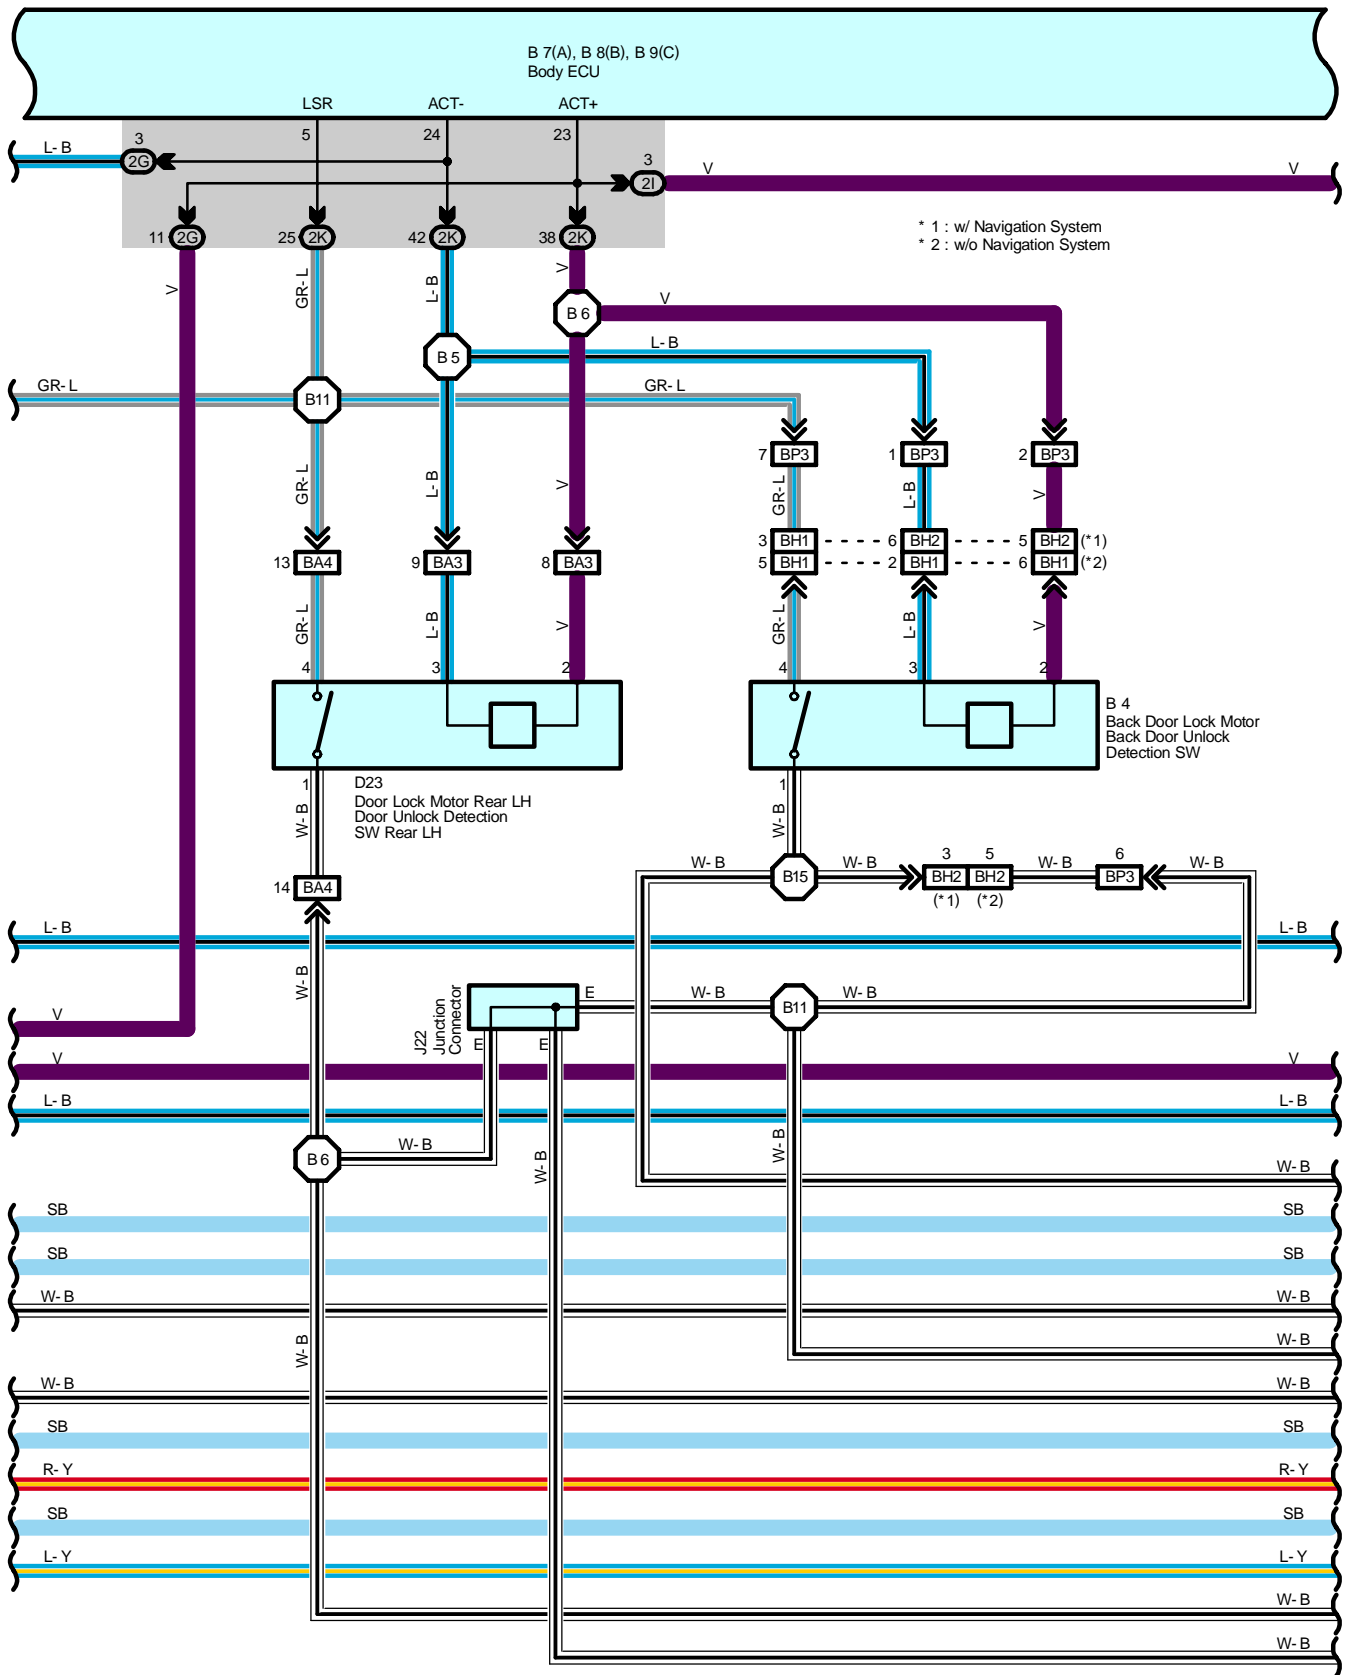 B 7(A), B 8(B), B 9(C)
Body ECU
LSR ACT- ACT+
5 24 23
L- B 3 2G
3 2I V V
11 2G 25 2K 42 2K 38 2K
* 1 : w/ Navigation System
* 2 : w/o Navigation System
V GR- L L- B V
B 6 V
B 5 L- B
GR- L B11 GR- L
7 BP3 1 BP3 2 BP3
GR- L L- B V GR- L L- B V
3 BH1 6 BH2 5 BH2 (*1)
5 BH1 2 BH1 6 BH1 (*2)
13 BA4 9 BA3 8 BA3
GR- L L- B V GR- L L- B V
4 3 2 4 3 2
B 4
Back Door Lock Motor
Back Door Unlock
Detection SW
1 1
D23
Door Lock Motor Rear LH
Door Unlock Detection
SW Rear LH
W- B W- B
W- B B15 W- B 3 BH2 5 BH2 W- B 6 BP3 W- B
(*1) (*2)
14 BA4
L- B L- B
W- B
J22
Junction
Connector
E W- B B11 W- B
E E
V
V V
L- B L- B
B 6 W- B W- B W- B
W- B
SB SB
SB SB
W- B W- B
W- B W- B
W- B W- B
SB SB
R- Y R- Y
SB SB
L- Y L- Y
W- B
W- B